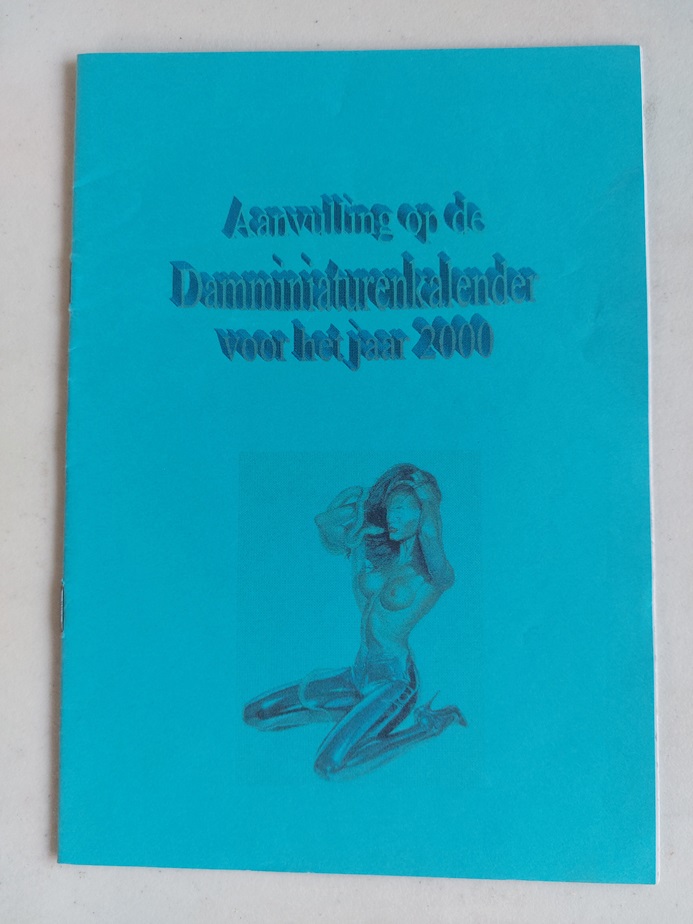 Aanvulling op de
Damminiaturenkalender
voor het jaar 2000